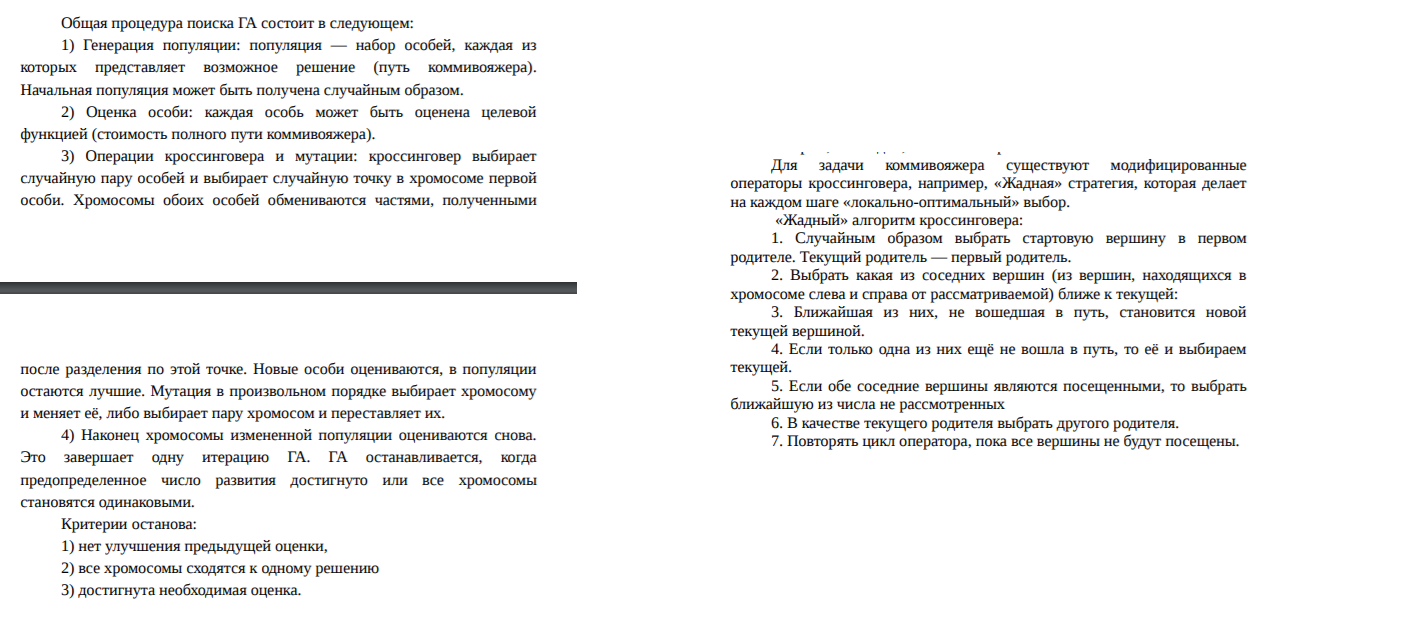 Общая процедура поиска ГА состоит в следующем:
1) Генерация популяции: популяция — набор особей, каждая из
которых представляет возможное решение (путь коммивояжера).
Начальная популяция может быть получена случайным образом.
2) Оценка особи: каждая особь может быть оценена целевой
функцией (стоимость полного пути коммивояжера).
3) Операции кроссинговера и мутации: кроссинговер выбирает
случайную пару особей и выбирает случайную точку в хромосоме первой
особи. Хромосомы обоих особей обмениваются частями, полученными
после разделения по этой точке. Новые особи оцениваются, в популяции
остаются лучшие. Мутация в произвольном порядке выбирает хромосому
и меняет её, либо выбирает пару хромосом и переставляет их.
4) Наконец хромосомы измененной популяции оцениваются снова.
Это завершает одну итерацию ГА. ГА останавливается, когда
предопределенное число развития достигнуто или все хромосомы
становятся одинаковыми.
Критерии останова:
1) нет улучшения предыдущей оценки,
2) все хромосомы сходятся к одному решению
3) достигнута необходимая оценка.
Для задачи коммивояжера существуют модифицированные
операторы кроссинговера, например, «Жадная» стратегия, которая делает
на каждом шаге «локально-оптимальный» выбор.
«Жадный» алгоритм кроссинговера:
1. Случайным образом выбрать стартовую вершину в первом
родителе. Текущий родитель — первый родитель.
2. Выбрать какая из соседних вершин (из вершин, находящихся в
хромосоме слева и справа от рассматриваемой) ближе к текущей:
3. Ближайшая из них, не вошедшая в путь, становится новой
текущей вершиной.
4. Если только одна из них ещё не вошла в путь, то её и выбираем
текущей.
5. Если обе соседние вершины являются посещенными, то выбрать
ближайшую из числа не рассмотренных
6. В качестве текущего родителя выбрать другого родителя.
7. Повторять цикл оператора, пока все вершины не будут посещены.